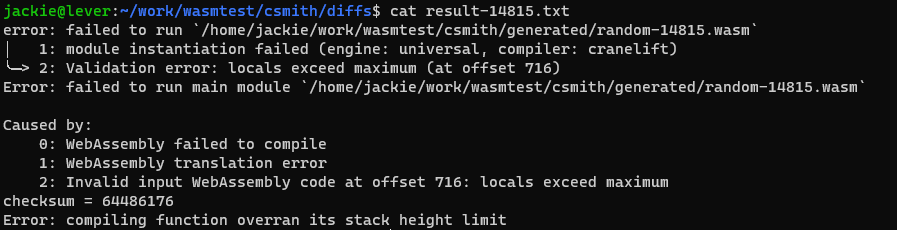 jackie@lever:~/work/wasmtest/csmith/diffs$ cat result-14815.txt
error: failed to run `/home/jackie/work/wasmtest/csmith/generated/random-14815.wasm`
│   1: module instantiation failed (engine: universal, compiler: cranelift)
╰─> 2: Validation error: locals exceed maximum (at offset 716)
Error: failed to run main module `/home/jackie/work/wasmtest/csmith/generated/random-14815.wasm`

Caused by:
    0: WebAssembly failed to compile
    1: WebAssembly translation error
    2: Invalid input WebAssembly code at offset 716: locals exceed maximum
checksum = 64486176
Error: compiling function overran its stack height limit